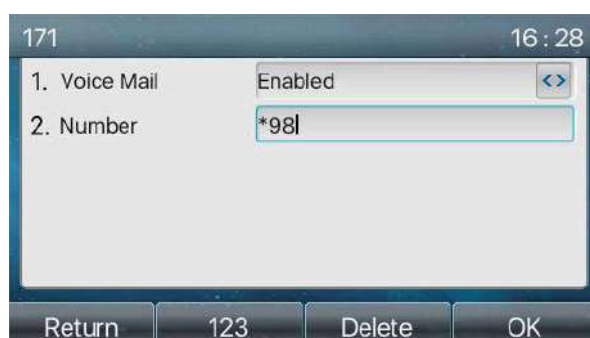 171 16:28
1. Voice Mail Enabled <>
2. Number *98
Return 123 Delete OK